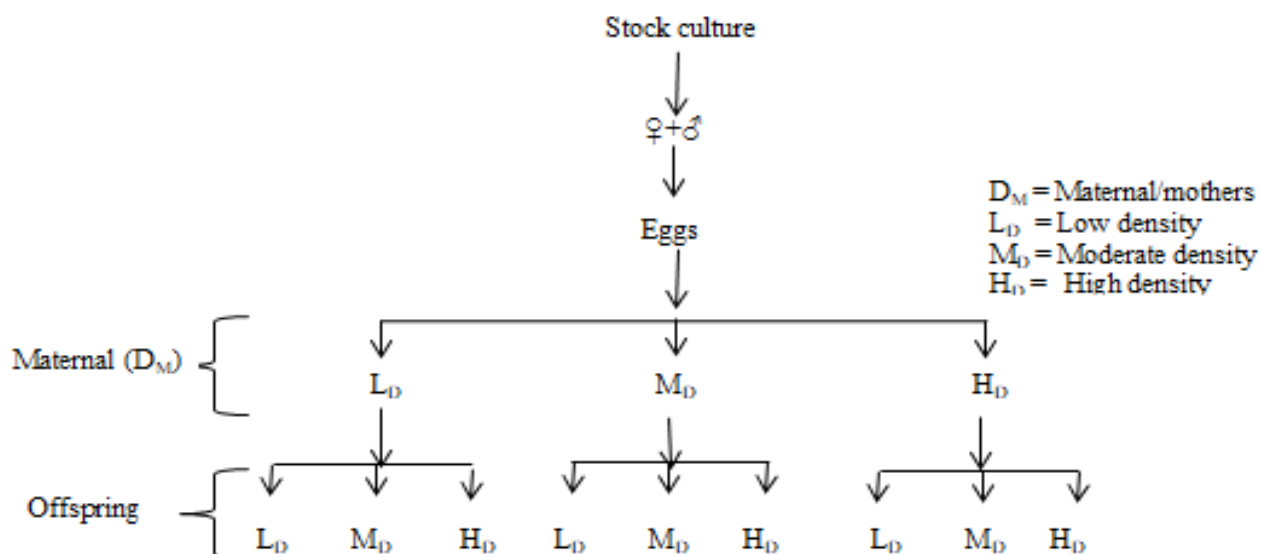 Stock culture
♀+♂
Eggs
D_M = Maternal/mothers
L_D = Low density
M_D = Moderate density
H_D = High density
Maternal (D_M)
L_D M_D H_D
Offspring
L_D M_D H_D L_D M_D H_D L_D M_D H_D